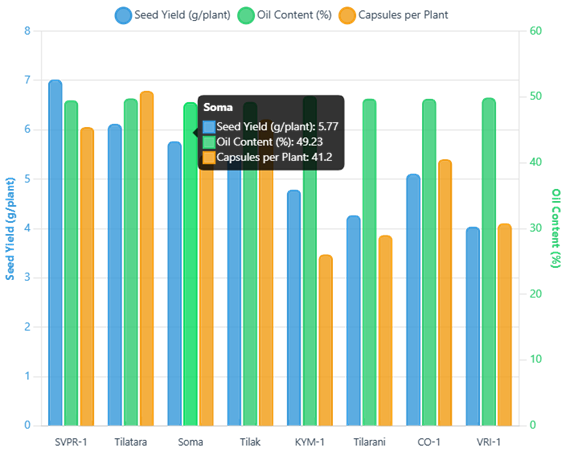 Seed Yield (g/plant) Oil Content (%) Capsules per Plant
8
7
6
5
4
3
2
1
0
Seed Yield (g/plant)
60
50
40
30
20
10
0
Oil Content (%)
Soma
Seed Yield (g/plant): 5.77
Oil Content (%): 49.23
Capsules per Plant: 41.2
SVPR-1 Tilatara Soma Tilak KYM-1 Tilarani CO-1 VRI-1